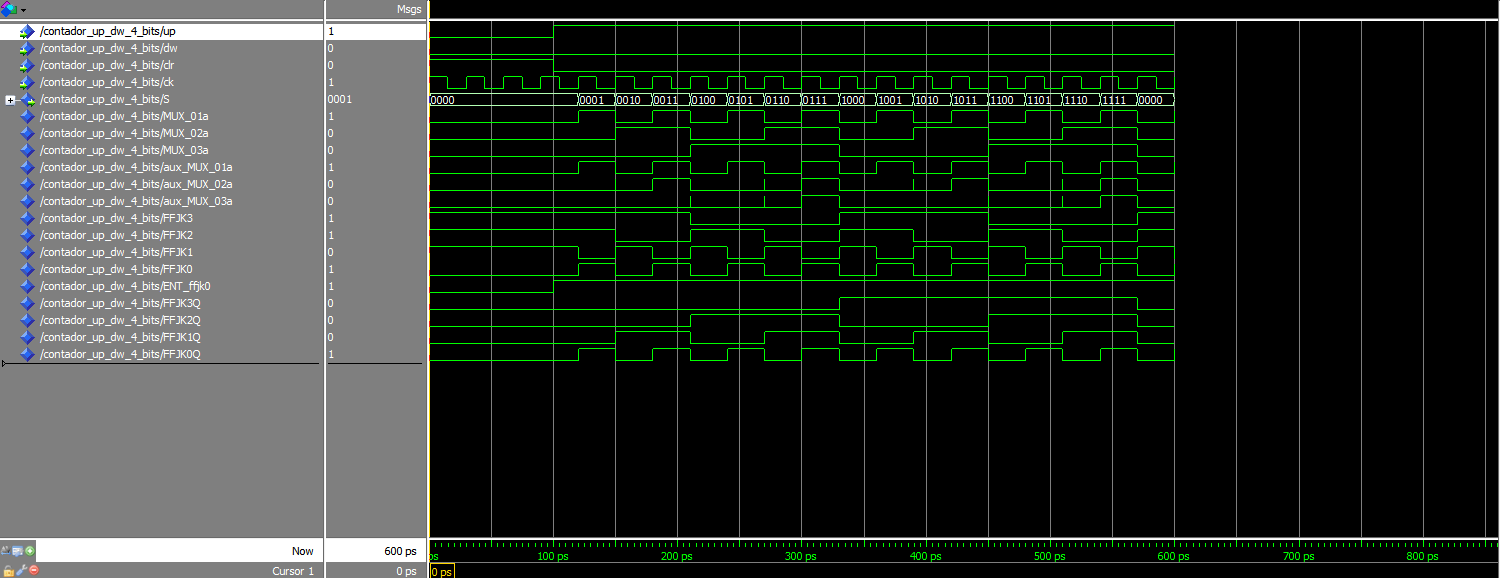 Msgs
/contador_up_dw_4_bits/up 1
/contador_up_dw_4_bits/dw 0
/contador_up_dw_4_bits/clr 0
/contador_up_dw_4_bits/ck 1
/contador_up_dw_4_bits/S 0001 0000 0001 0010 0011 0100 0101 0110 0111 1000 1001 1010 1011 1100 1101 1110 1111 0000
/contador_up_dw_4_bits/MUX_01a 1
/contador_up_dw_4_bits/MUX_02a 0
/contador_up_dw_4_bits/MUX_03a 0
/contador_up_dw_4_bits/aux_MUX_01a 1
/contador_up_dw_4_bits/aux_MUX_02a 0
/contador_up_dw_4_bits/aux_MUX_03a 0
/contador_up_dw_4_bits/FFJK3 1
/contador_up_dw_4_bits/FFJK2 1
/contador_up_dw_4_bits/FFJK1 0
/contador_up_dw_4_bits/FFJK0 1
/contador_up_dw_4_bits/ENT_ffjk0 1
/contador_up_dw_4_bits/FFJK3Q 0
/contador_up_dw_4_bits/FFJK2Q 0
/contador_up_dw_4_bits/FFJK1Q 0
/contador_up_dw_4_bits/FFJK0Q 1
Now 600 ps ps 100 ps 200 ps 300 ps 400 ps 500 ps 600 ps 700 ps 800 ps
Cursor 1 0 ps 0 ps